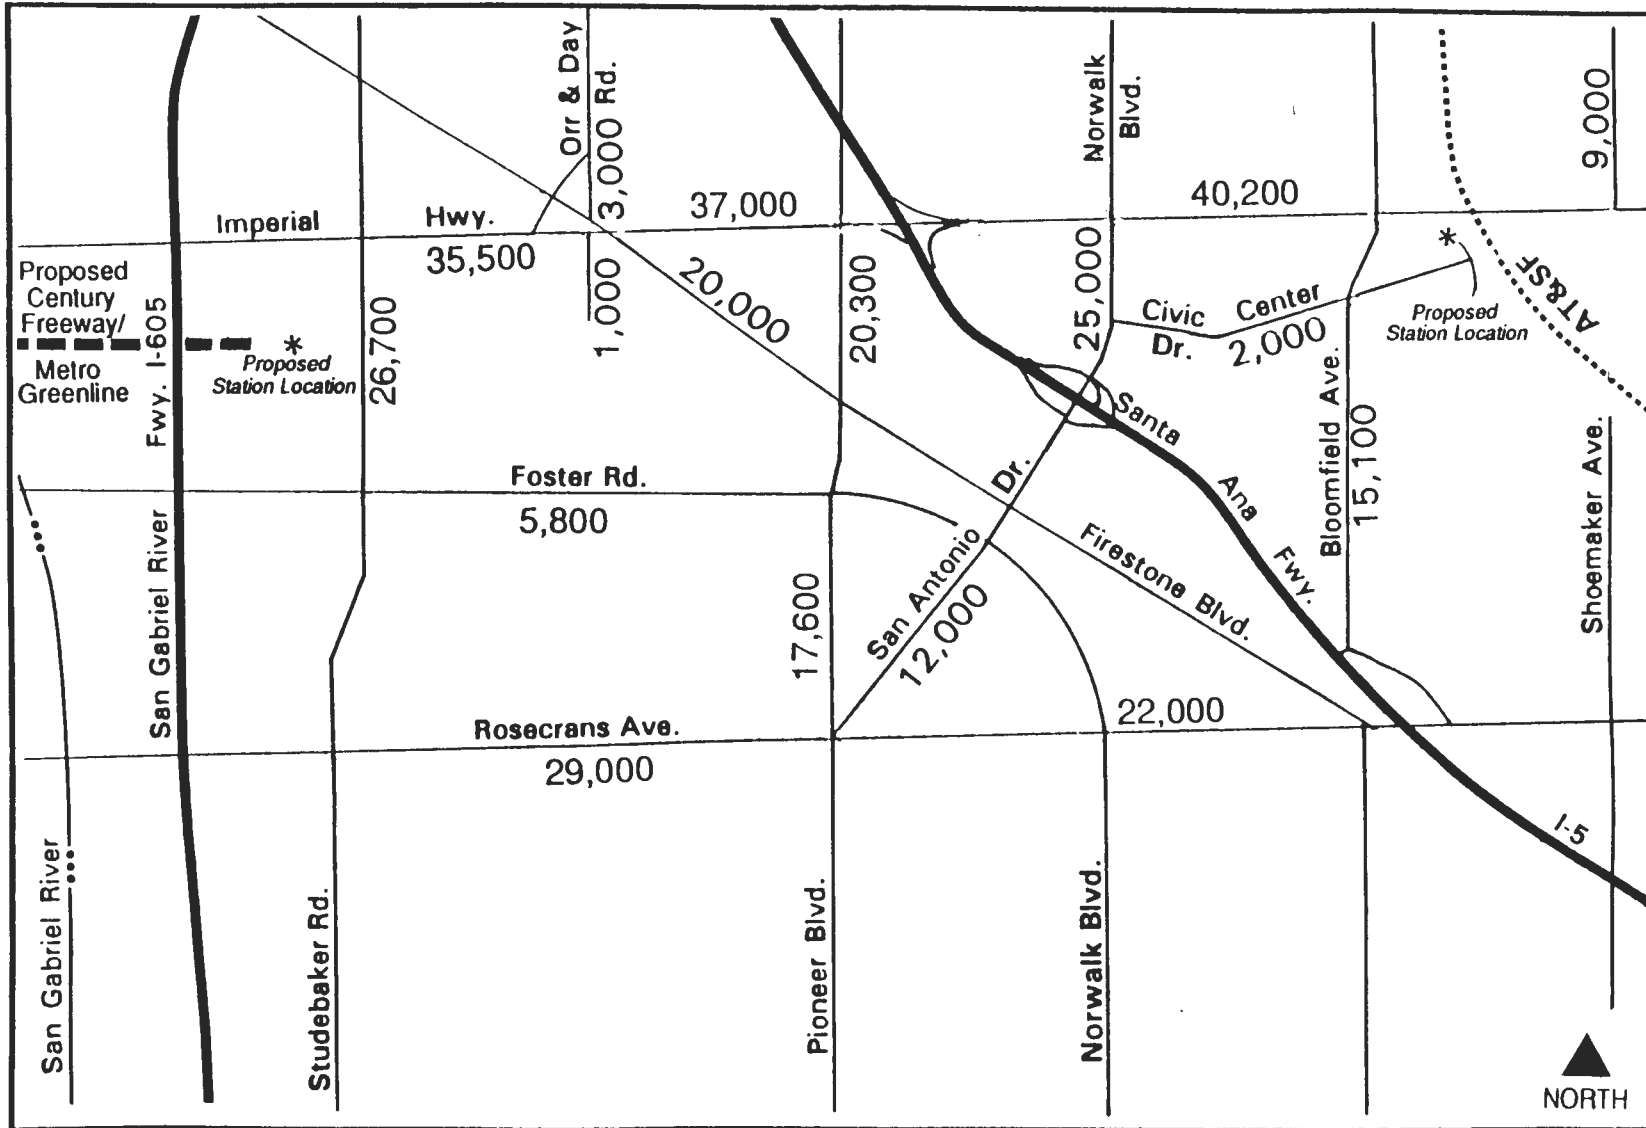 Orr & Day
3,000 Rd.
Norwalk
Blvd.
9,000
Imperial
Hwy.
37,000
40,200
35,500
1,000
20,000
20,300
25,000
Civic Center
Dr.
2,000
AT&SF
Proposed
Station Location
Proposed
Century
Freeway/
Metro
Greenline
Fwy. I-605
Proposed
Station Location
26,700
Santa Ana Fwy.
Bloomfield Ave.
15,100
Shoemaker Ave.
Foster Rd.
5,800
San Gabriel River
17,600
San Antonio Dr.
12,000
Firestone Blvd.
Rosecrans Ave.
29,000
22,000
I-5
San Gabriel River
Studebaker Rd.
Pioneer Blvd.
Norwalk Blvd.
NORTH